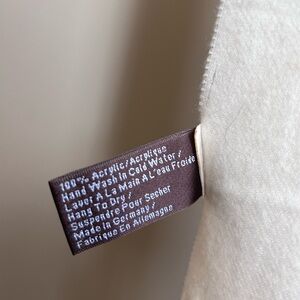 100% Acrylic/Acrylique
Hand Wash In Cold Water/
Laver A La Main A L'eau Froide
Hang To Dry/
Suspendre Pour Secher
Made In Germany/
Fabrique En Allemagne